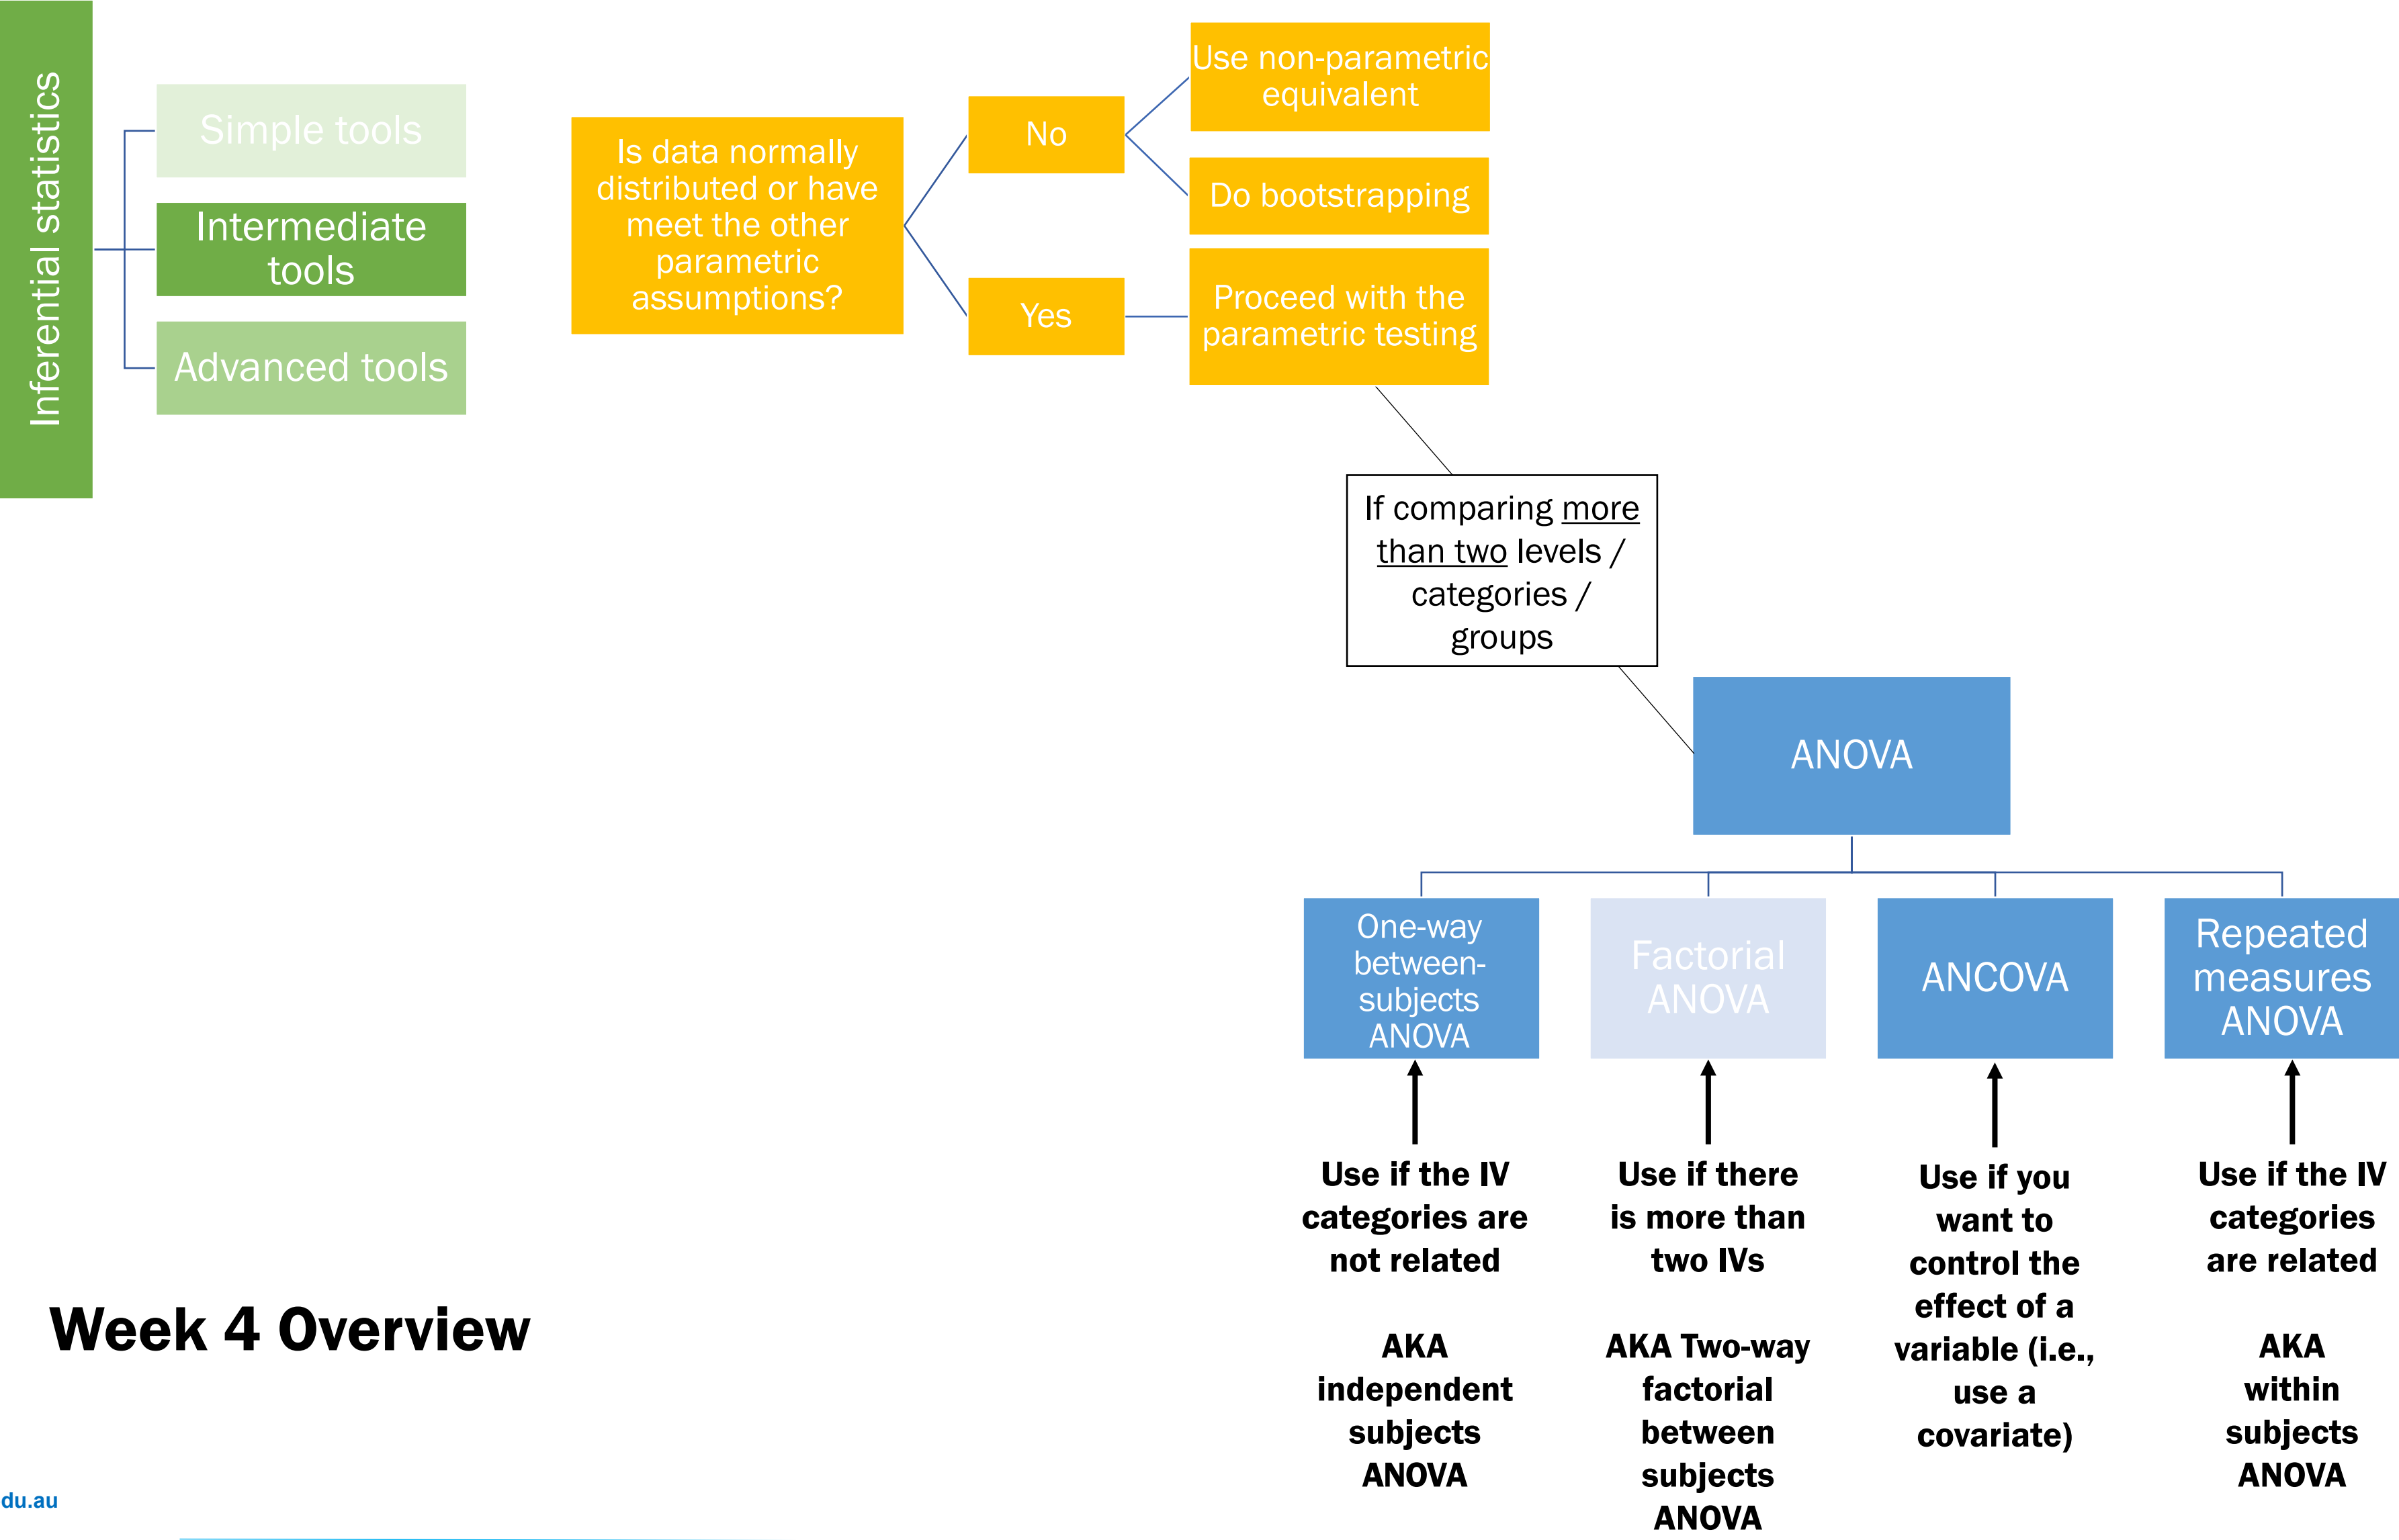 Inferential statistics
Simple tools
Intermediate
tools
Advanced tools
Is data normally
distributed or have
meet the other
parametric
assumptions?
No
Yes
Use non-parametric
equivalent
Do bootstrapping
Proceed with the
parametric testing
If comparing more
than two levels /
categories /
groups
ANOVA
One-way
between-
subjects
ANOVA
Factorial
ANOVA
ANCOVA
Repeated
measures
ANOVA
Use if the IV
categories are
not related
AKA
independent
subjects
ANOVA
Use if there
is more than
two IVs
AKA Two-way
factorial
between
subjects
ANOVA
Use if you
want to
control the
effect of a
variable (i.e.,
use a
covariate)
Use if the IV
categories
are related
AKA
within
subjects
ANOVA
Week 4 Overview
du.au